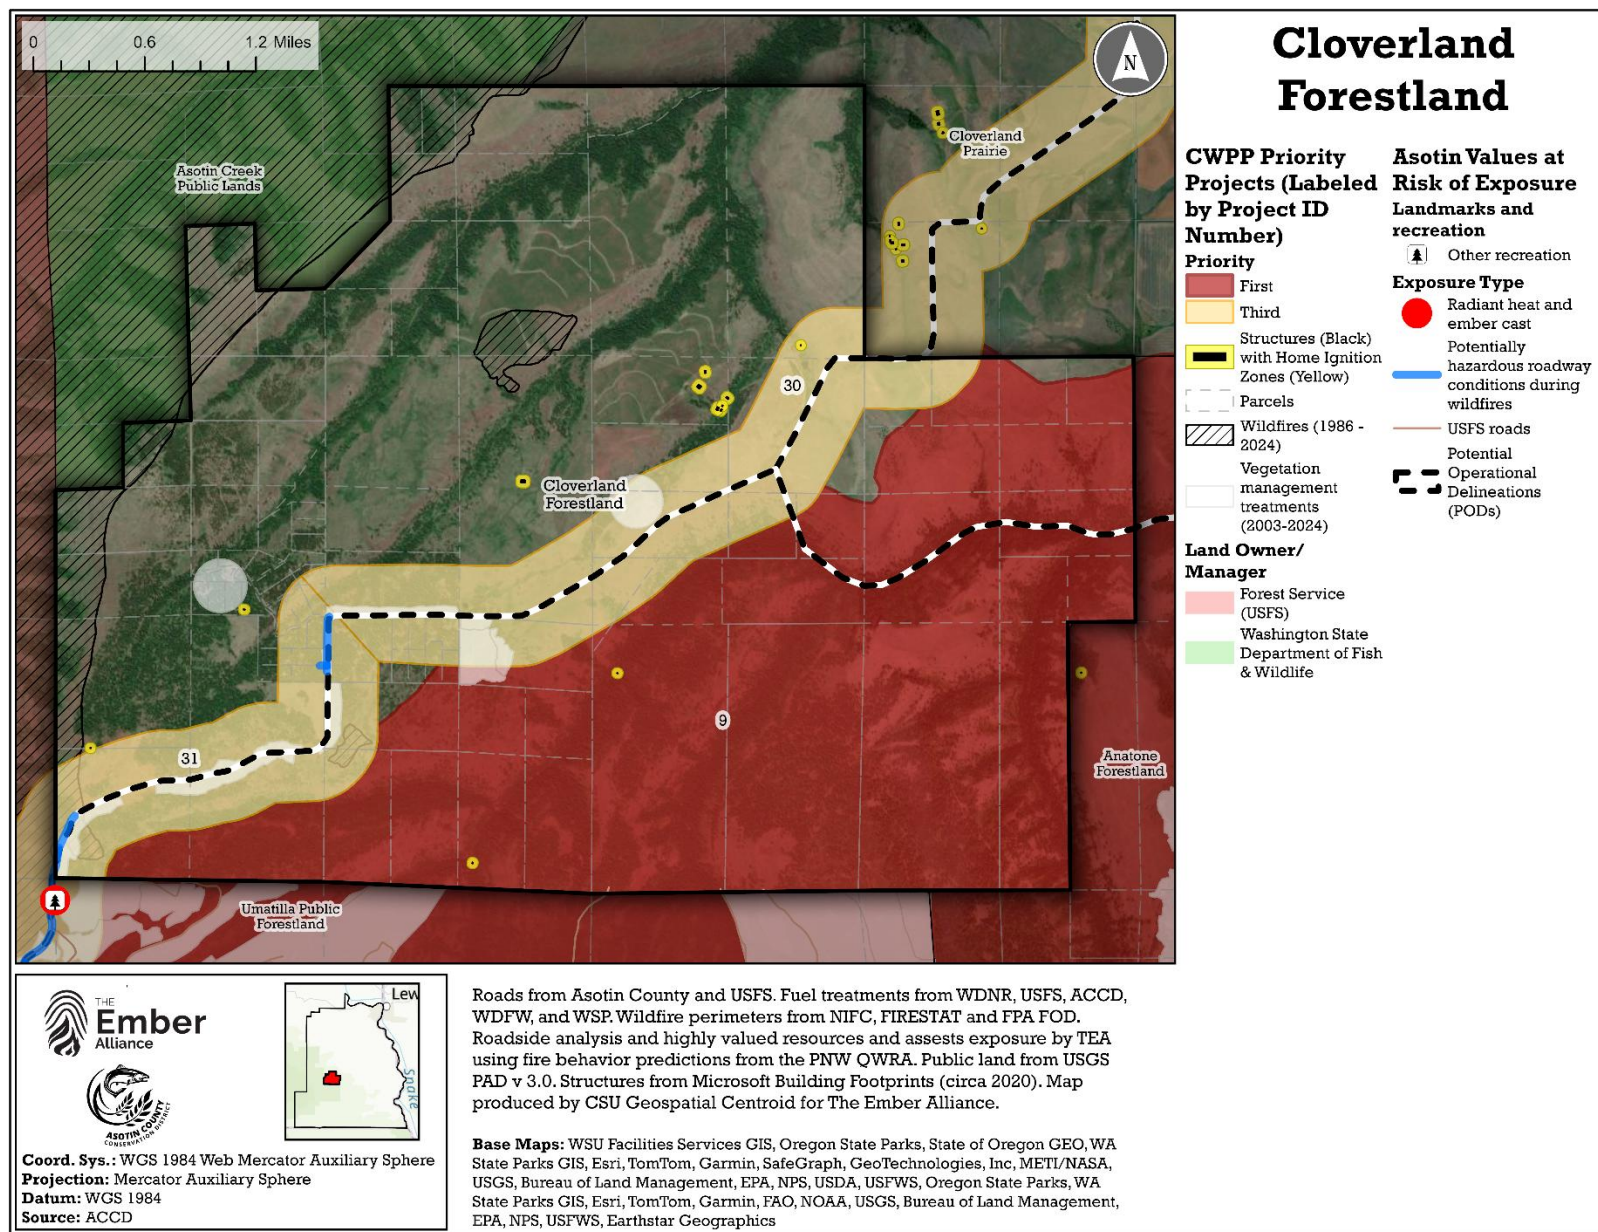 0 0.6 1.2 Miles
N
Asotin Creek
Public Lands
Cloverland
Prairie
30
Cloverland
Forestland
9
31
Anatone
Forestland
Umatilla Public
Forestland
Cloverland
Forestland
CWPP Priority
Projects (Labeled
by Project ID
Number)
Priority
First
Third
Structures (Black)
with Home Ignition
Zones (Yellow)
Parcels
Wildfires (1986 -
2024)
Vegetation
management
treatments
(2003-2024)
Land Owner/
Manager
Forest Service
(USFS)
Washington State
Department of Fish
& Wildlife
Asotin Values at
Risk of Exposure
Landmarks and
recreation
Other recreation
Exposure Type
Radiant heat and
ember cast
Potentially
hazardous roadway
conditions during
wildfires
USFS roads
Potential
Operational
Delineations
(PODs)
THE
Ember
Alliance
ASOTIN COUNTY
CONSERVATION DISTRICT
Lew
Snake
Coord. Sys.: WGS 1984 Web Mercator Auxiliary Sphere
Projection: Mercator Auxiliary Sphere
Datum: WGS 1984
Source: ACCD
Roads from Asotin County and USFS. Fuel treatments from WDNR, USFS, ACCD,
WDFW, and WSP. Wildfire perimeters from NIFC, FIRESTAT and FPA FOD.
Roadside analysis and highly valued resources and assests exposure by TEA
using fire behavior predictions from the PNW QWRA. Public land from USGS
PAD v 3.0. Structures from Microsoft Building Footprints (circa 2020). Map
produced by CSU Geospatial Centroid for The Ember Alliance.
Base Maps: WSU Facilities Services GIS, Oregon State Parks, State of Oregon GEO, WA
State Parks GIS, Esri, TomTom, Garmin, SafeGraph, GeoTechnologies, Inc, METI/NASA,
USGS, Bureau of Land Management, EPA, NPS, USDA, USFWS, Oregon State Parks, WA
State Parks GIS, Esri, TomTom, Garmin, FAO, NOAA, USGS, Bureau of Land Management,
EPA, NPS, USFWS, Earthstar Geographics